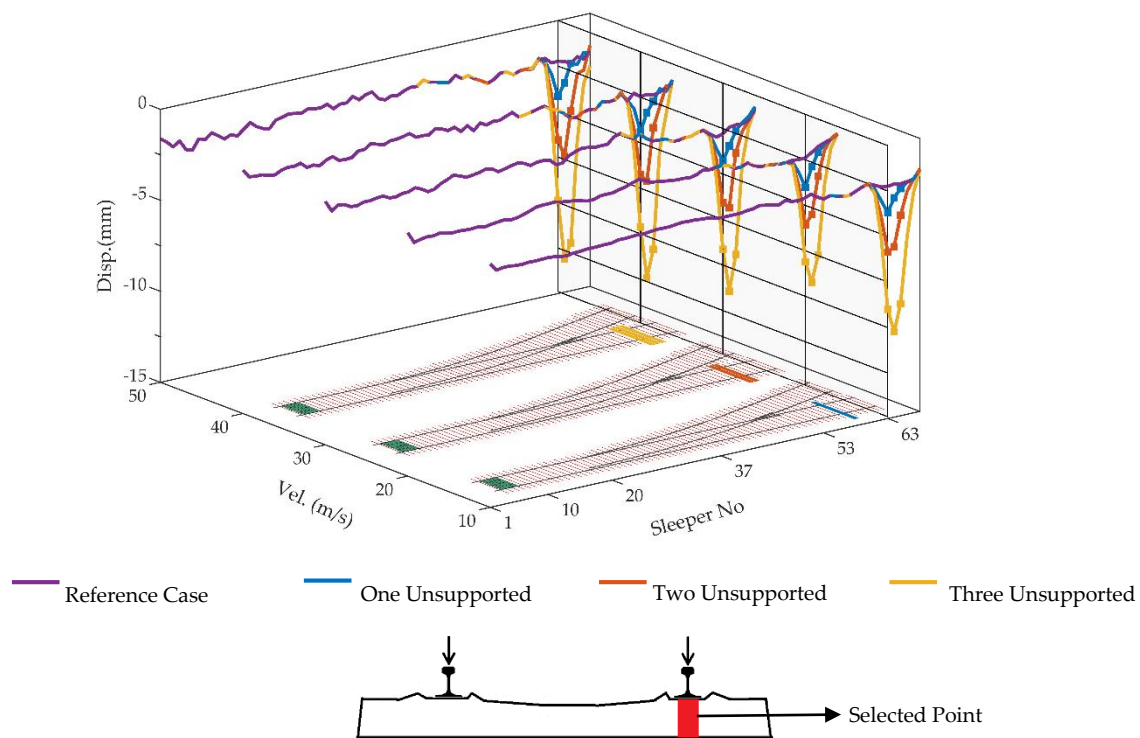 0
-5
-10
-15
Disp.(mm)
50
40
30
20
10
Vel. (m/s)
1
10
20
37
53
63
Sleeper No
Reference Case
One Unsupported
Two Unsupported
Three Unsupported
Selected Point